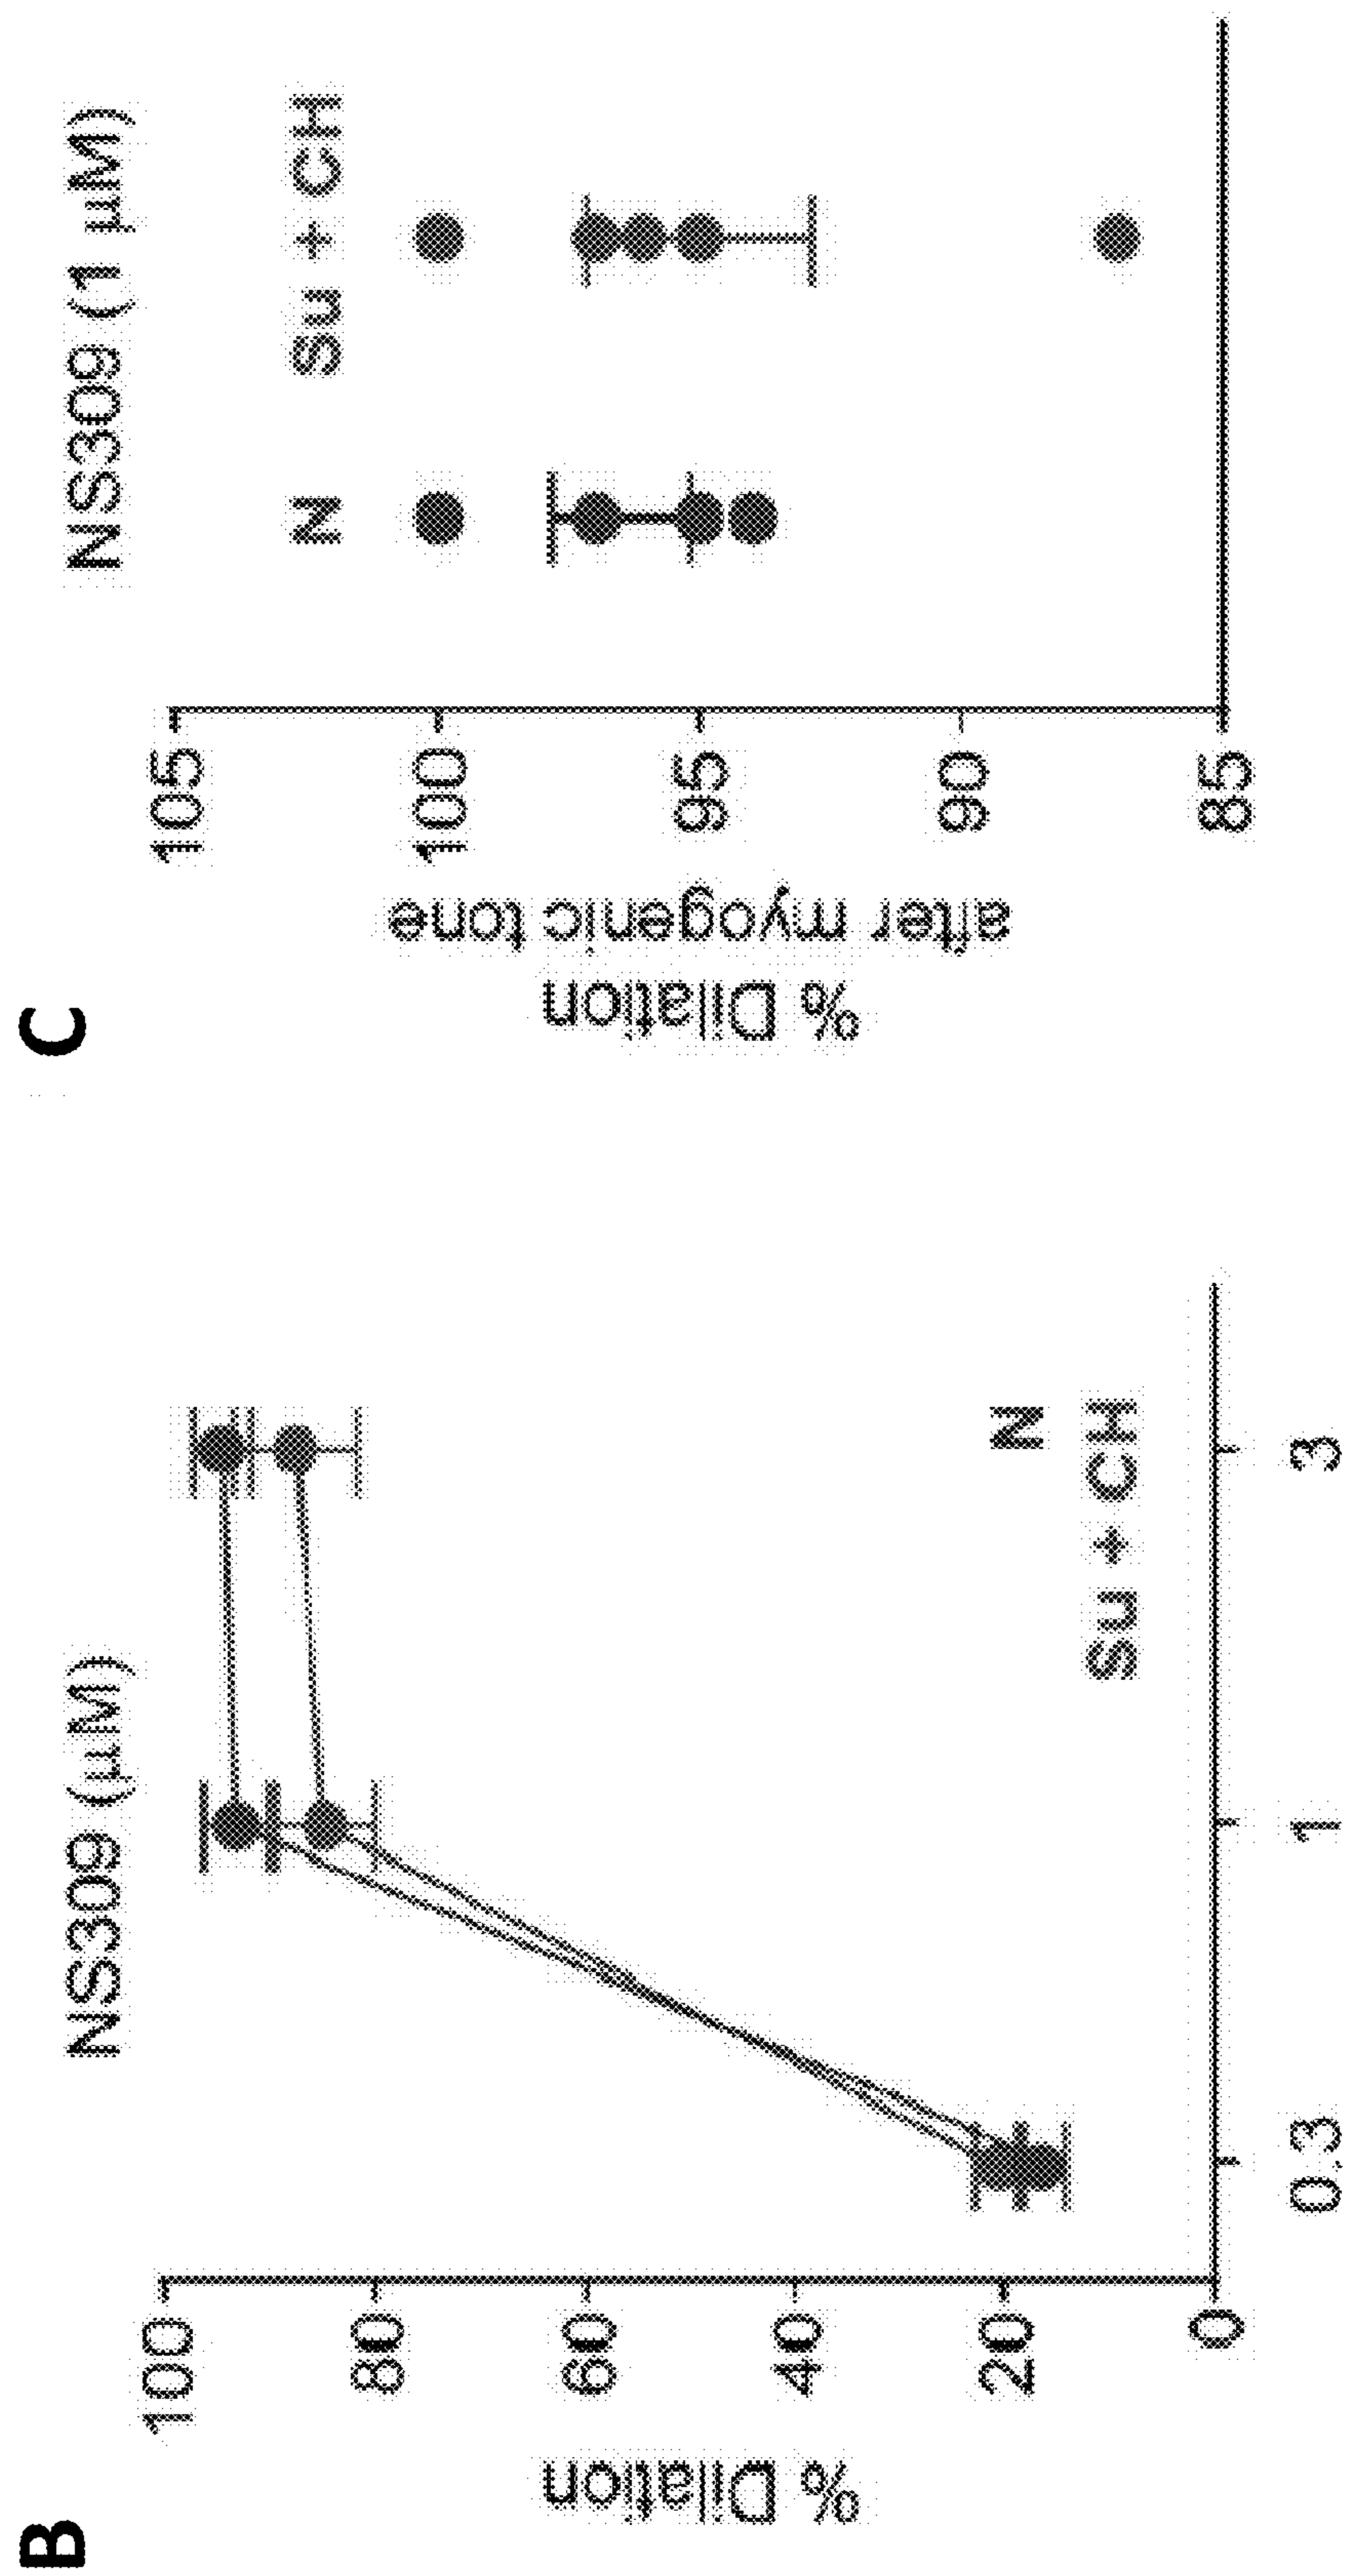 B
NS309 (µM)
% Dilation
100
80
60
40
20
0
0.3
1
3
N
Su + CH
C
NS309 (1 µM)
N
Su + CH
% Dilation
after myogenic tone
105
100
95
90
85